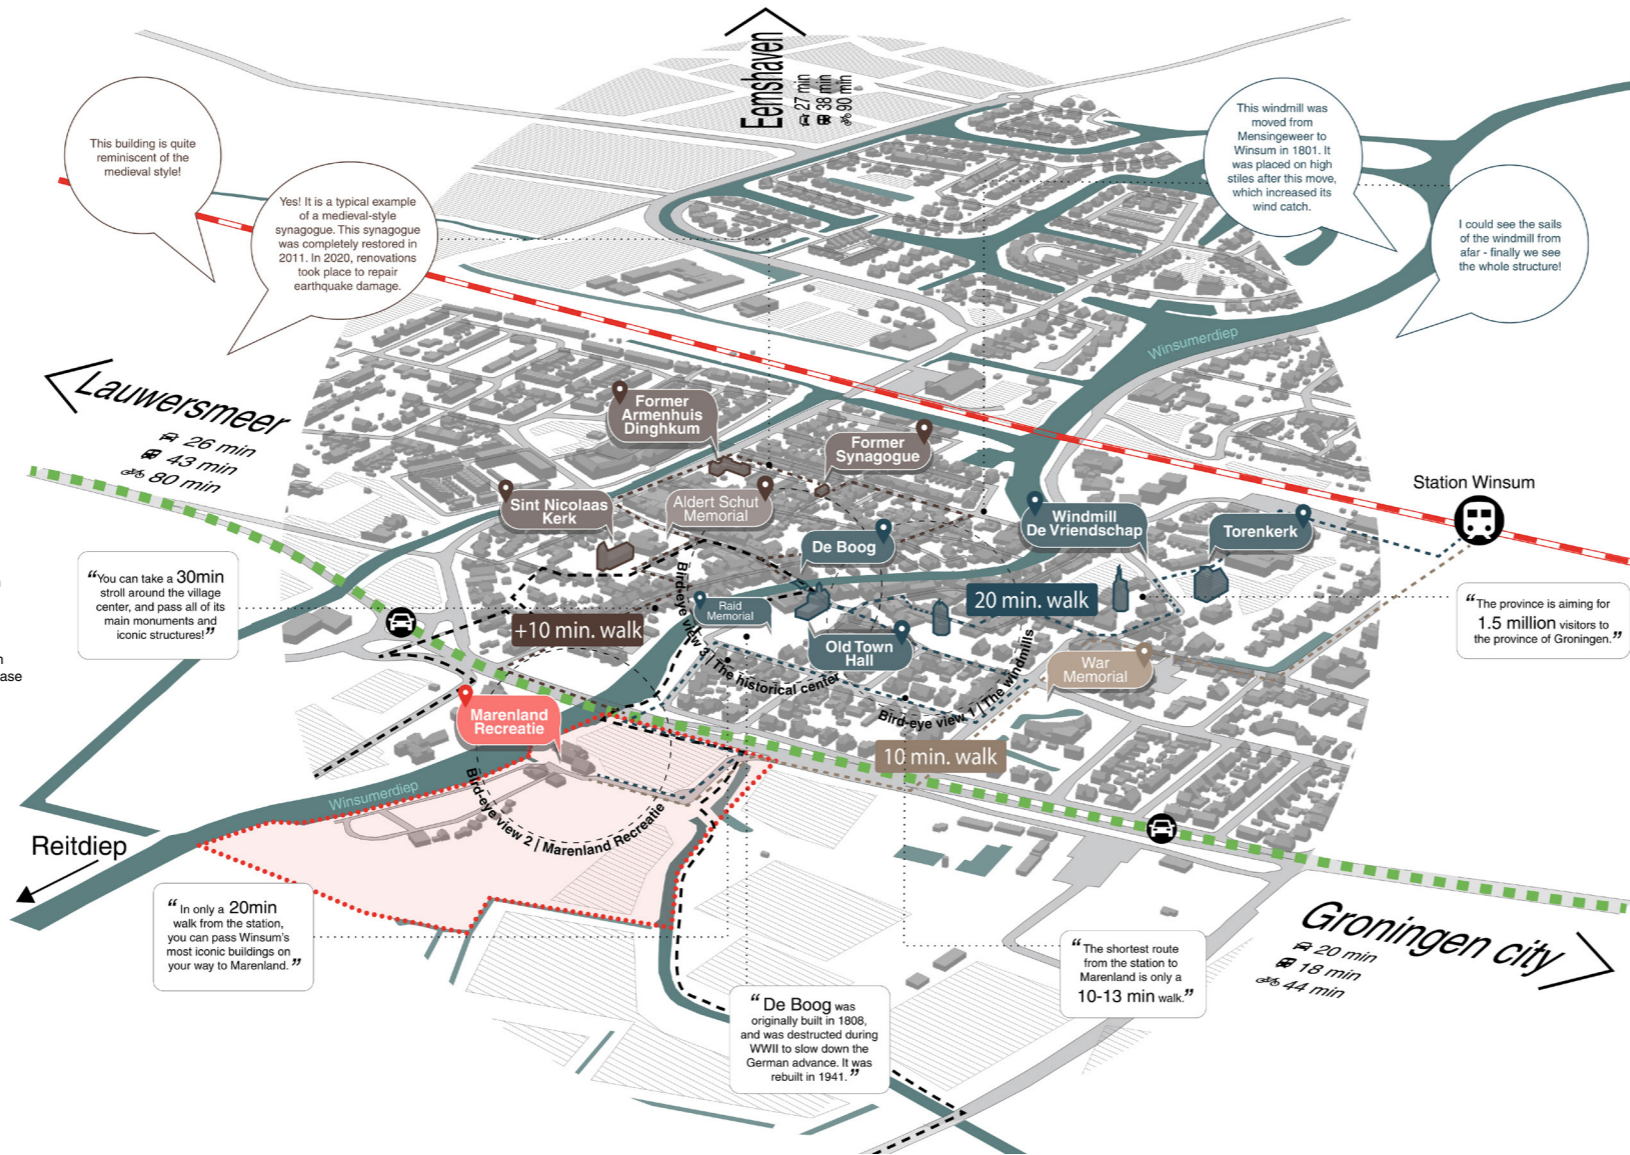 Eemshaven
27 min
38 min
90 min
This building is quite
reminiscent of the
medieval style!
Yes! It is a typical example
of a medieval-style
synagogue. This synagogue
was completely restored in
2011. In 2020, renovations
took place to repair
earthquake damage.
This windmill was
moved from
Mensingeweer to
Winsum in 1801. It
was placed on high
stiles after this move,
which increased its
wind catch.
I could see the sails
of the windmill from
afar - finally we see
the whole structure!
Winsumerdiep
Lauwersmeer
26 min
43 min
80 min
Former
Armenhuis
Dinghkum
Former
Synagogue
Sint Nicolaas
Kerk
Aldert Schut
Memorial
De Boog
Windmill
De Vriendschap
Torenkerk
Station Winsum
“You can take a 30min
stroll around the village
center, and pass all of its
main monuments and
iconic structures!”
+10 min. walk
Raid
Memorial
20 min. walk
Old Town
Hall
War
Memorial
“The province is aiming for
1.5 million visitors to
the province of Groningen.”
Bird-eye view 3 | The historical center
Bird-eye view 1 | The windmills
n
ase
Marenland
Recreatie
10 min. walk
Winsumerdiep
Bird-eye view 2 | Marenland Recreatie
Reitdiep
“In only a 20min
walk from the station,
you can pass Winsum's
most iconic buildings on
your way to Marenland.”
“The shortest route
from the station to
Marenland is only a
10-13 min walk.”
Groningen city
20 min
18 min
44 min
“De Boog was
originally built in 1808,
and was destructed during
WWII to slow down the
German advance. It was
rebuilt in 1941.”